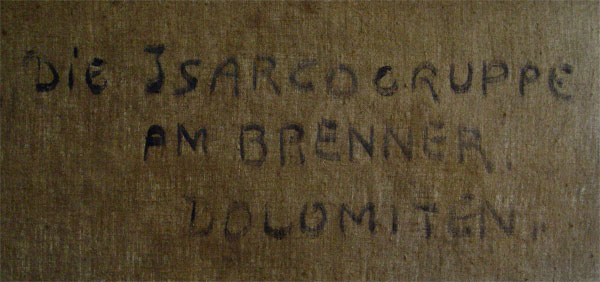 DiE ISARCOGRUPPE
AM BRENNER.
DOLOMITEN.